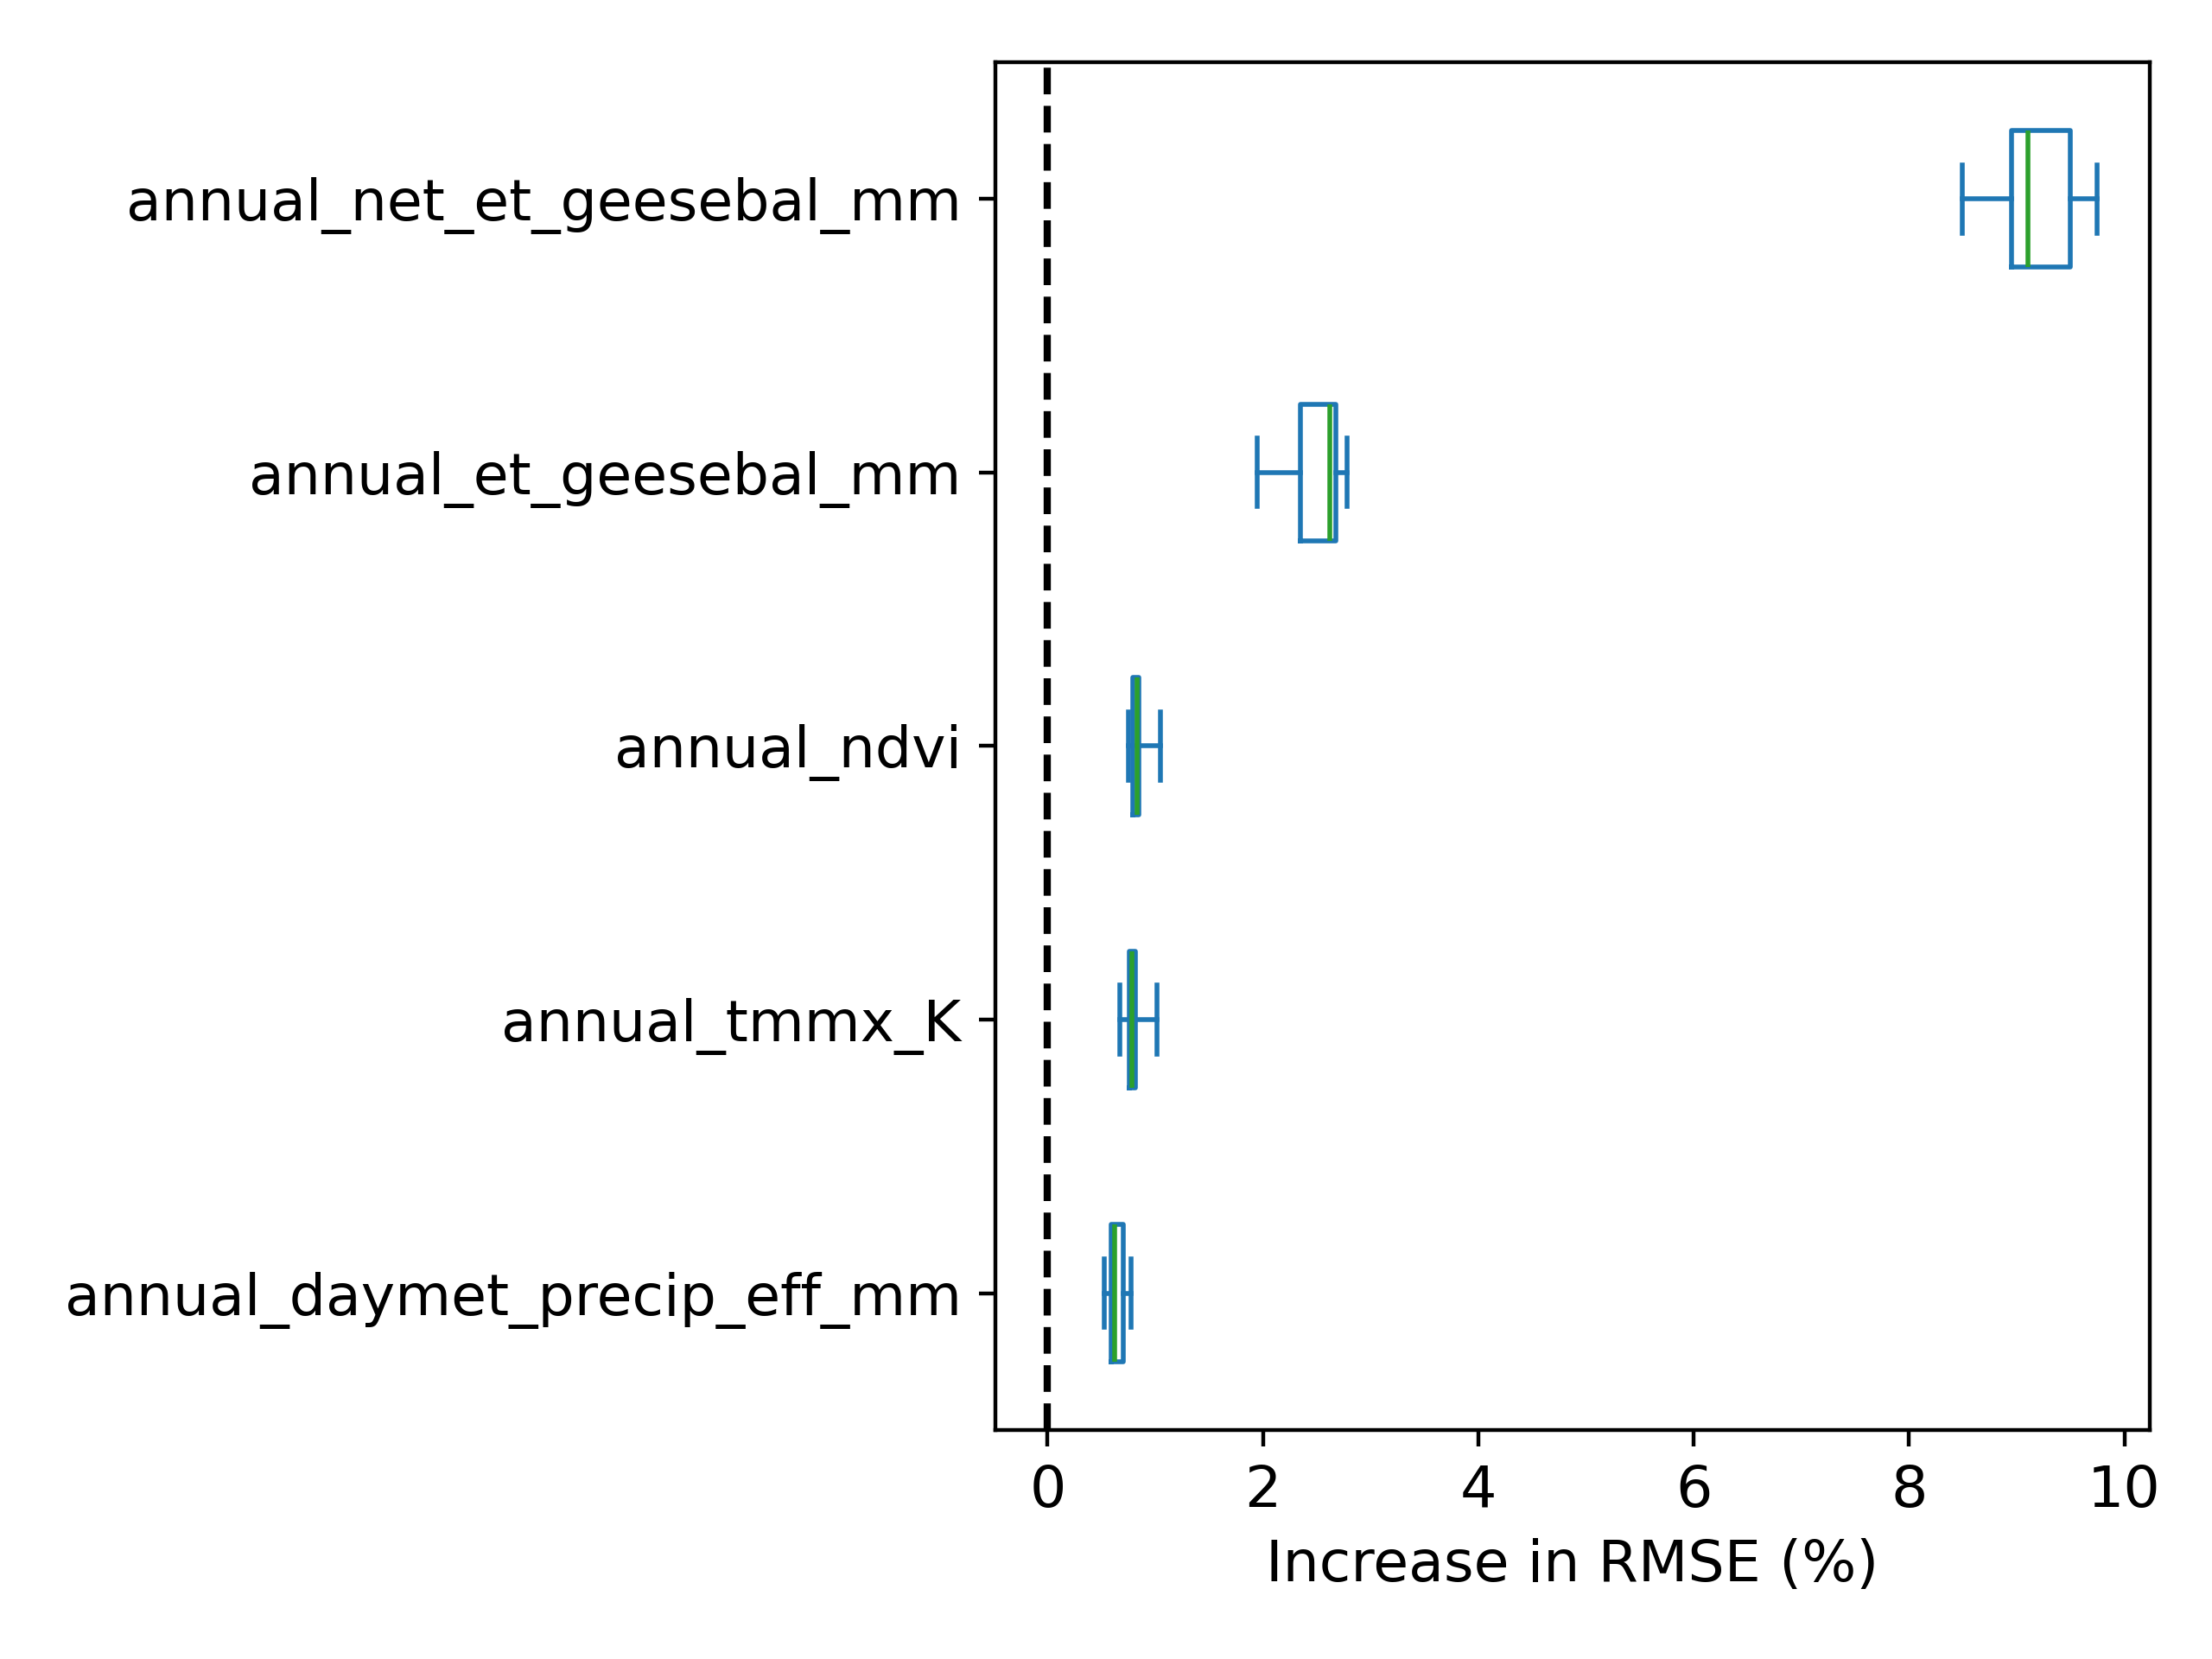 annual_net_et_geesebal_mm
annual_et_geesebal_mm
annual_ndvi
annual_tmmx_K
annual_daymet_precip_eff_mm
0 2 4 6 8 10
Increase in RMSE (%)